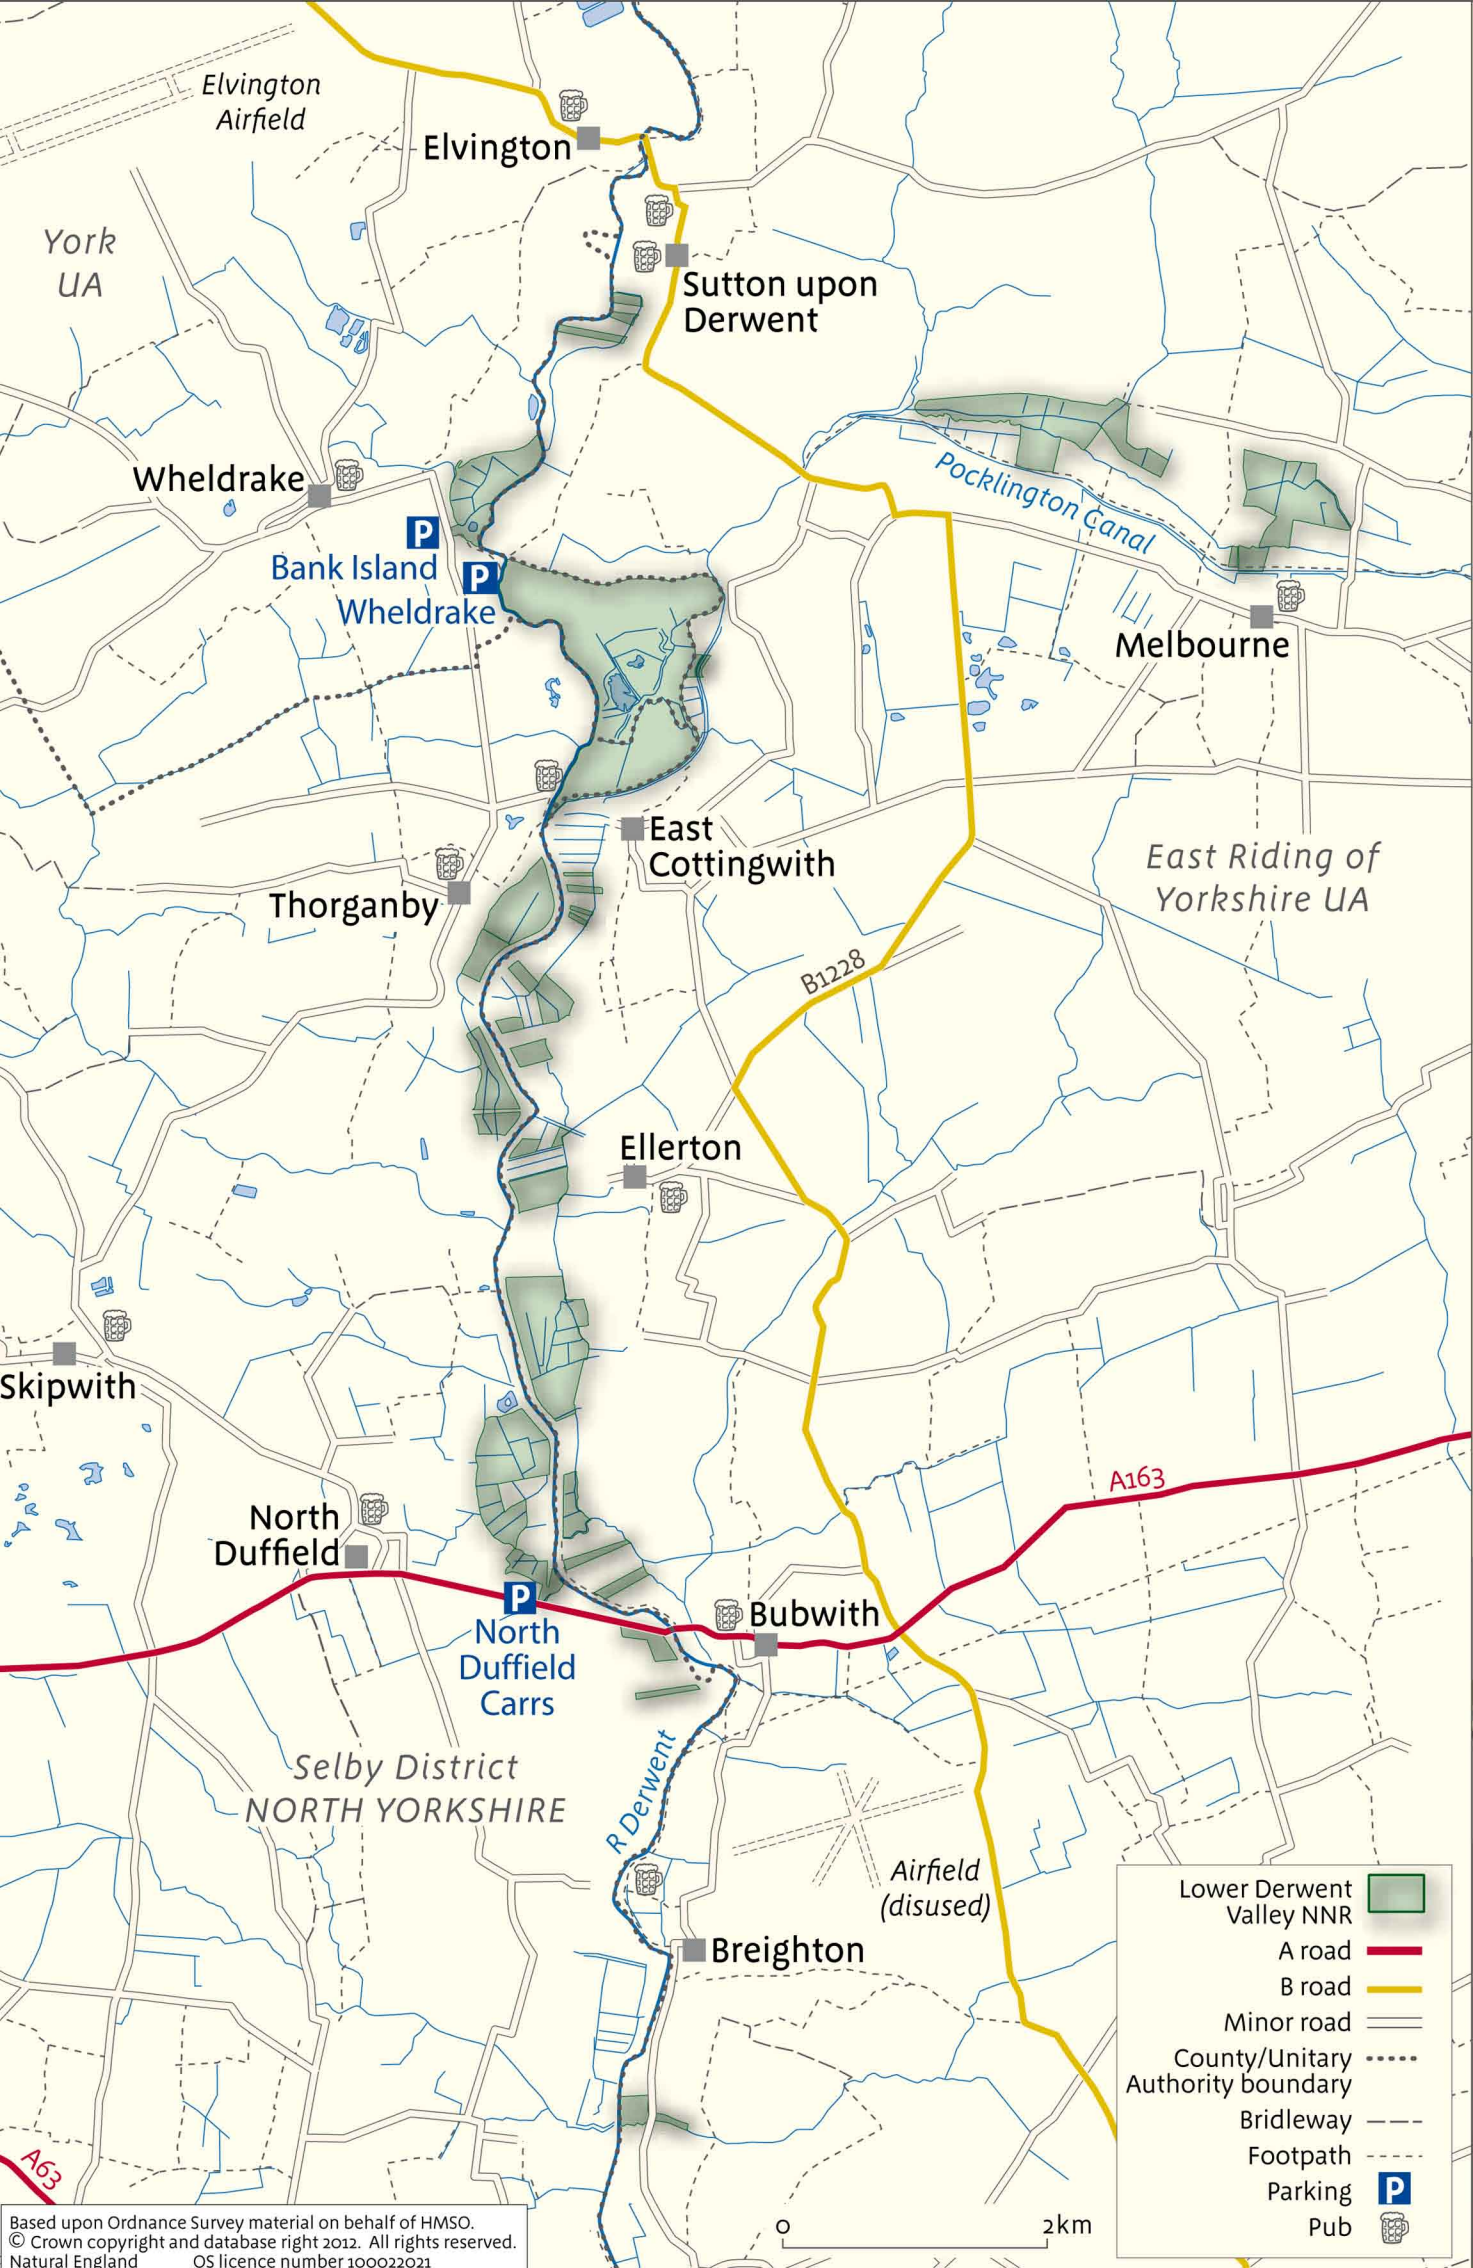 Elvington
Airfield
Elvington
York
UA
Sutton upon
Derwent
Wheldrake
P
Bank Island
P
Wheldrake
Pocklington Canal
Melbourne
East
Cottingwith
East Riding of
Yorkshire UA
Thorganby
B1228
Ellerton
Skipwith
A163
North
Duffield
P
North
Duffield
Carrs
Bubwith
R Derwent
Selby District
NORTH YORKSHIRE
Airfield
(disused)
Breighton
A63
Lower Derwent
Valley NNR
A road
B road
Minor road
County/Unitary
Authority boundary
Bridleway
Footpath
Parking P
Pub
0 2km
Based upon Ordnance Survey material on behalf of HMSO.
© Crown copyright and database right 2012. All rights reserved.
Natural England OS licence number 100022021